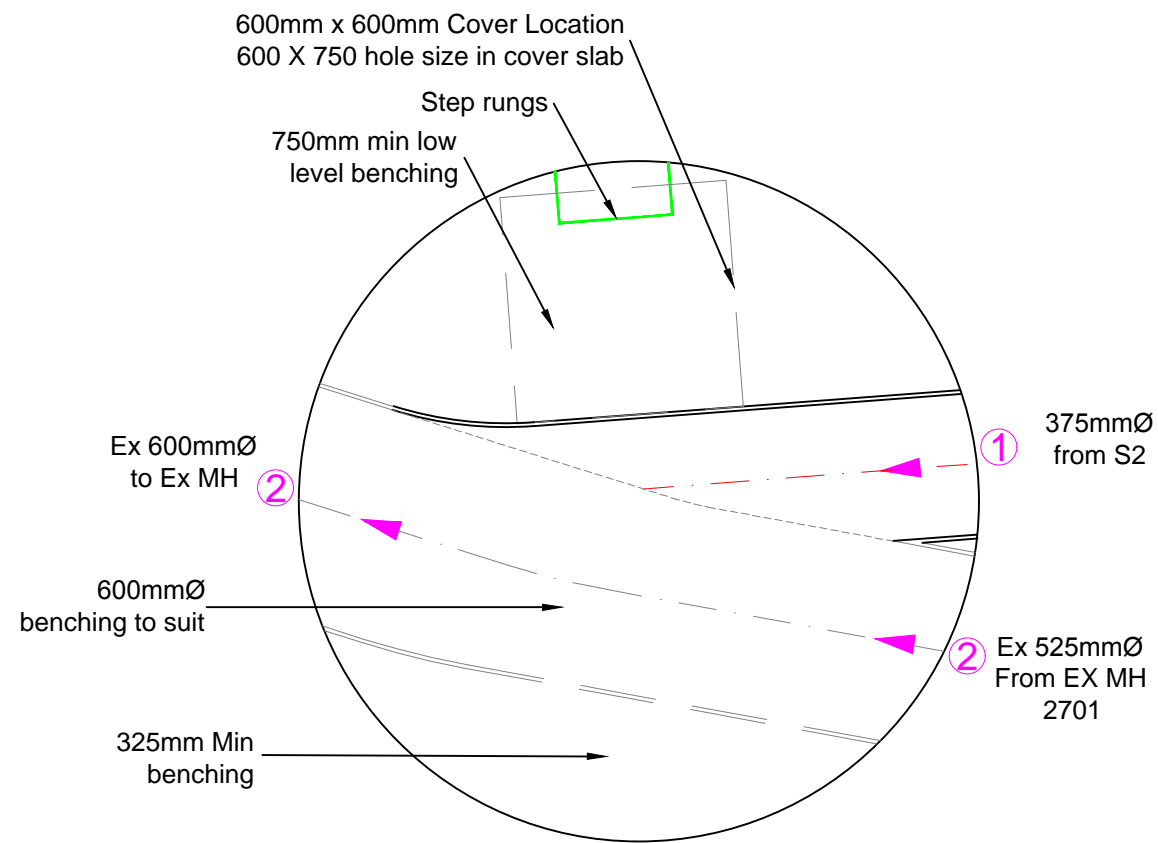 600mm x 600mm Cover Location
600 X 750 hole size in cover slab
Step rungs
750mm min low
level benching
Ex 600mmØ
to Ex MH
2
1
375mmØ
from S2
600mmØ
benching to suit
2
Ex 525mmØ
From EX MH
2701
325mm Min
benching